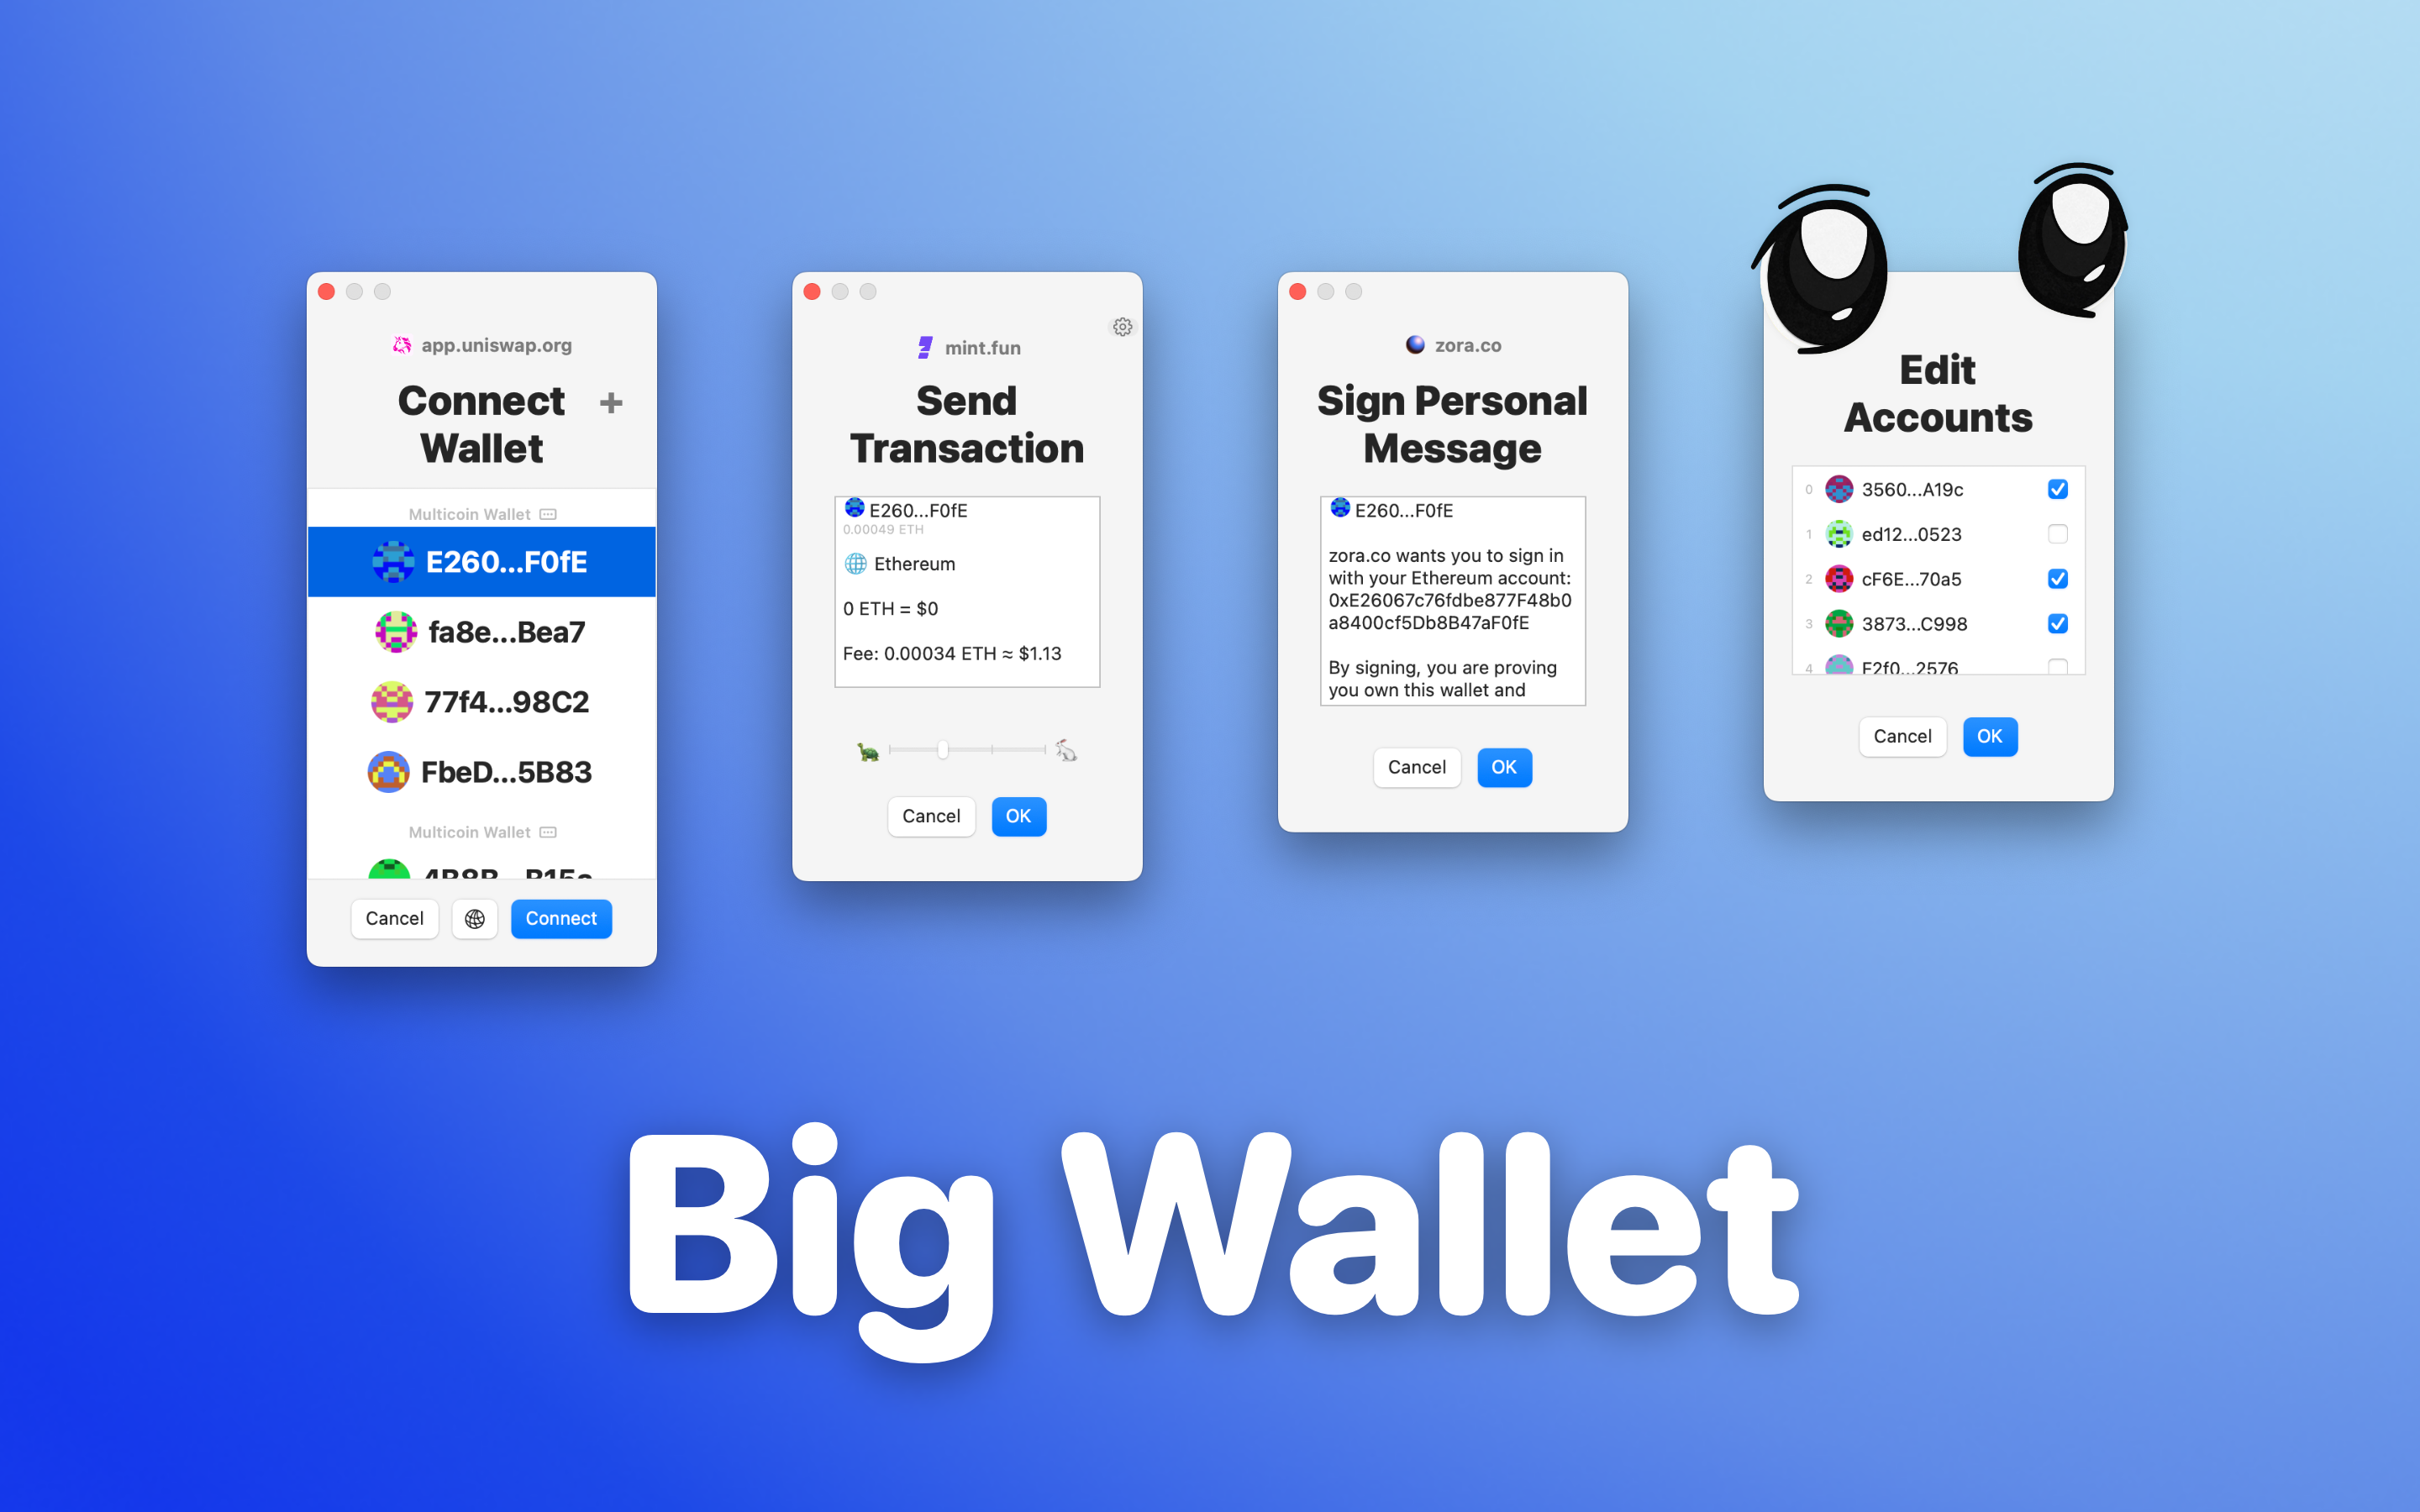 app.uniswap.org
Connect
Wallet
+
Multicoin Wallet
E260...F0fE
fa8e...Bea7
77f4...98C2
FbeD...5B83
Multicoin Wallet
Cancel
Connect
mint.fun
Send
Transaction
E260...F0fE
0.00049 ETH
Ethereum
0 ETH = $0
Fee: 0.00034 ETH ≈ $1.13
Cancel
OK
zora.co
Sign Personal
Message
E260...F0fE
zora.co wants you to sign in
with your Ethereum account:
0xE26067c76fdbe877F48b0
a8400cf5Db8B47aF0fE
By signing, you are proving
you own this wallet and
Cancel
OK
Edit
Accounts
0 3560...A19c
1 ed12...0523
2 cF6E...70a5
3 3873...C998
4 F2f0...2576
Cancel
OK
Big Wallet